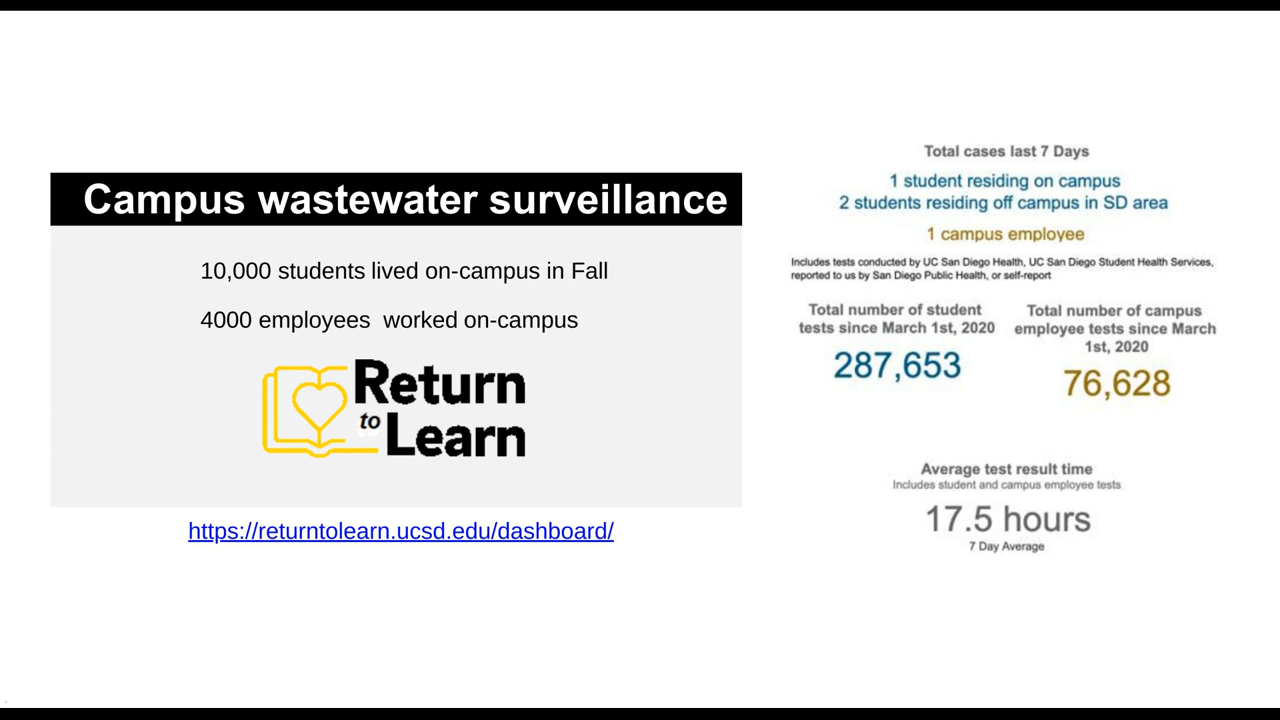 Campus wastewater surveillance
10,000 students lived on-campus in Fall
4000 employees  worked on-campus
Return
to
Learn
https://returntolearn.ucsd.edu/dashboard/
Total cases last 7 Days
1 student residing on campus
2 students residing off campus in SD area
1 campus employee
Includes tests conducted by UC San Diego Health, UC San Diego Student Health Services,
reported to us by San Diego Public Health, or self-report
Total number of student
tests since March 1st, 2020
287,653
Total number of campus
employee tests since March
1st, 2020
76,628
Average test result time
Includes student and campus employee tests
17.5 hours
7 Day Average